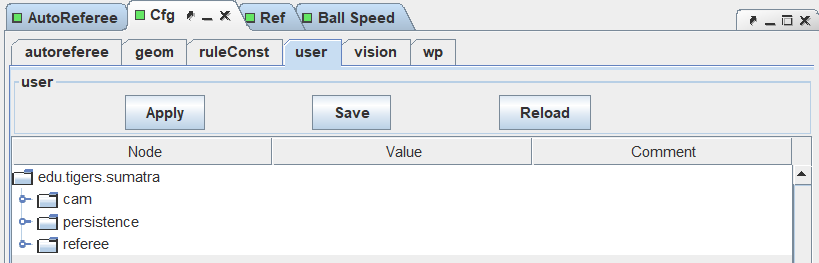 AutoReferee Cfg Ref Ball Speed
autoreferee geom ruleConst user vision wp
user
Apply Save Reload
Node Value Comment
edu.tigers.sumatra
cam
persistence
referee